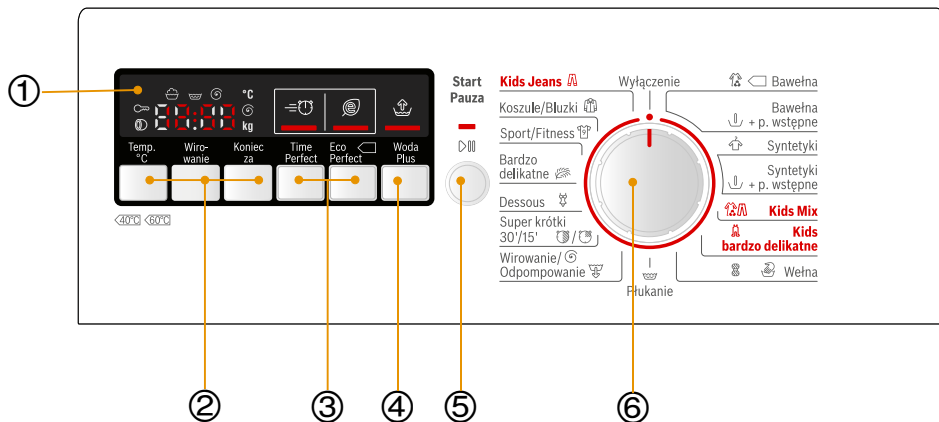 ①
°C
kg
Temp.
°C
Wiro-
wanie
Koniec
za
Time
Perfect
Eco
Perfect
Woda
Plus
40°C 60°C
Start
Pauza
Kids Jeans
Koszule/Bluzki
Sport/Fitness
Bardzo
delikatne
Dessous
Super krótki
30'/15'
Wirowanie/
Odpompowanie
Wyłączenie
Płukanie
Bawełna
Bawełna
+ p. wstępne
Syntetyki
Syntetyki
+ p. wstępne
Kids Mix
Kids
bardzo delikatne
Wełna
② ③ ④ ⑤ ⑥